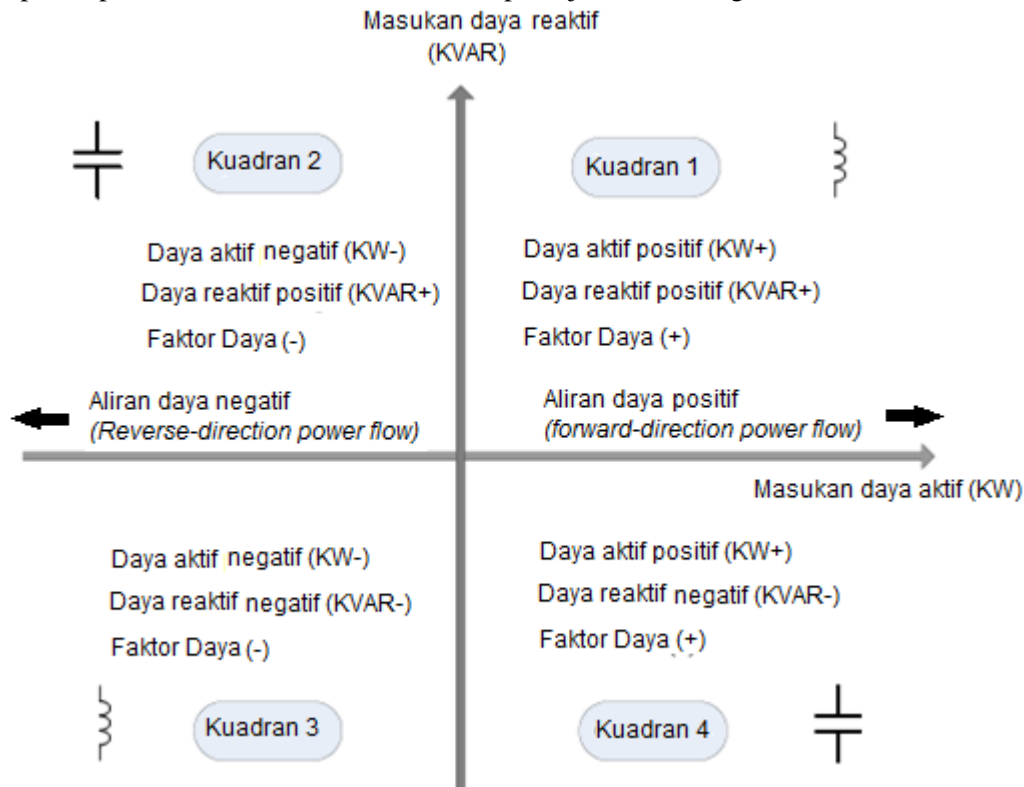 Masukan daya reaktif
(KVAR)
Kuadran 2
Daya aktif negatif (KW-)
Daya reaktif positif (KVAR+)
Faktor Daya (-)
Aliran daya negatif
(Reverse-direction power flow)
Kuadran 1
Daya aktif positif (KW+)
Daya reaktif positif (KVAR+)
Faktor Daya (+)
Aliran daya positif
(forward-direction power flow)
Masukan daya aktif (KW)
Daya aktif negatif (KW-)
Daya reaktif negatif (KVAR-)
Faktor Daya (-)
Kuadran 3
Daya aktif positif (KW+)
Daya reaktif negatif (KVAR-)
Faktor Daya (+)
Kuadran 4